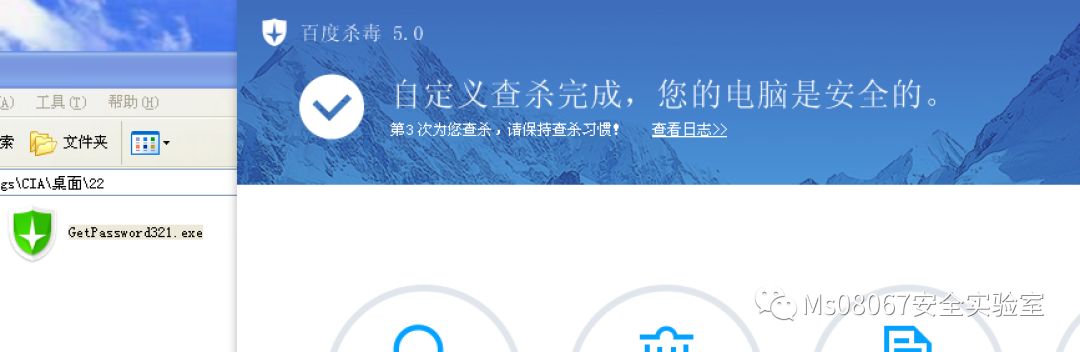 百度杀毒 5.0
自定义查杀完成，您的电脑是安全的。
第3次为您查杀，请保持查杀习惯！ 查看日志>>
(A) 工具(T) 帮助(H)
索 文件夹
gs\CIA\桌面\22
GetPassword321.exe
Ms08067安全实验室